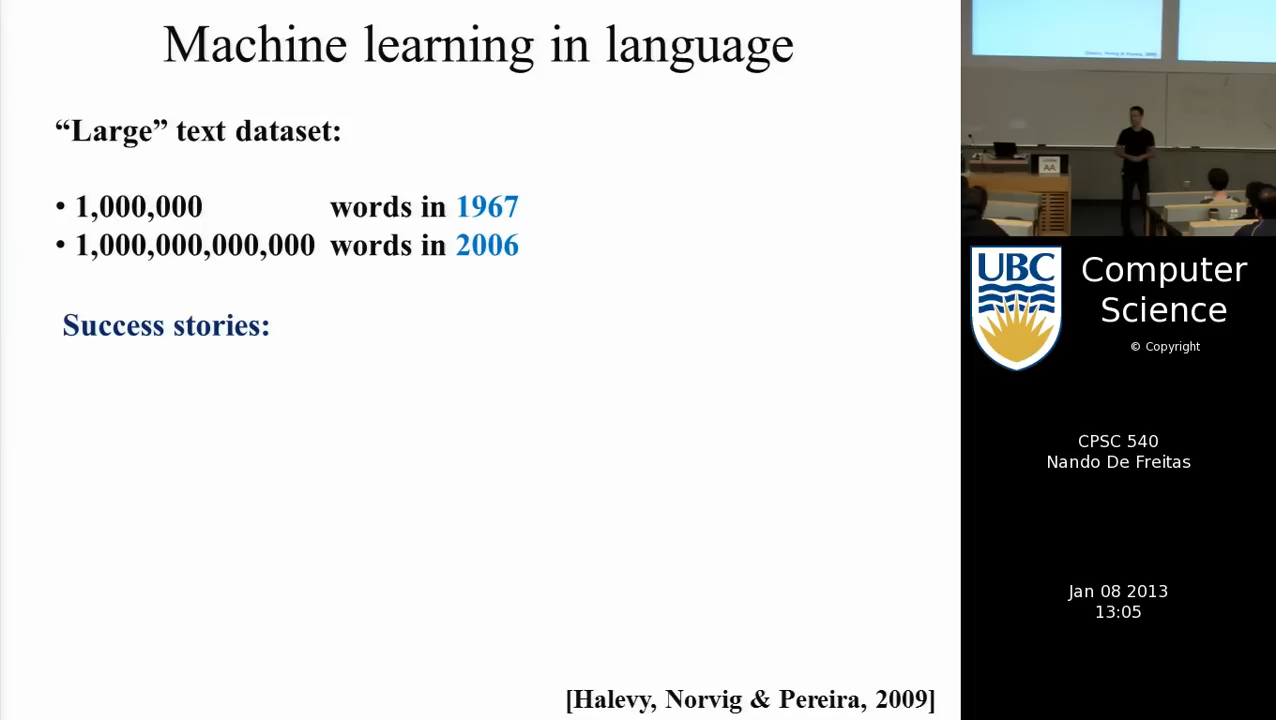 Machine learning in language
“Large” text dataset:
• 1,000,000 words in 1967
• 1,000,000,000,000 words in 2006
Success stories:
[Halevy, Norvig & Pereira, 2009]
AA
UBC
Computer
Science
© Copyright
CPSC 540
Nando De Freitas
Jan 08 2013
13:05